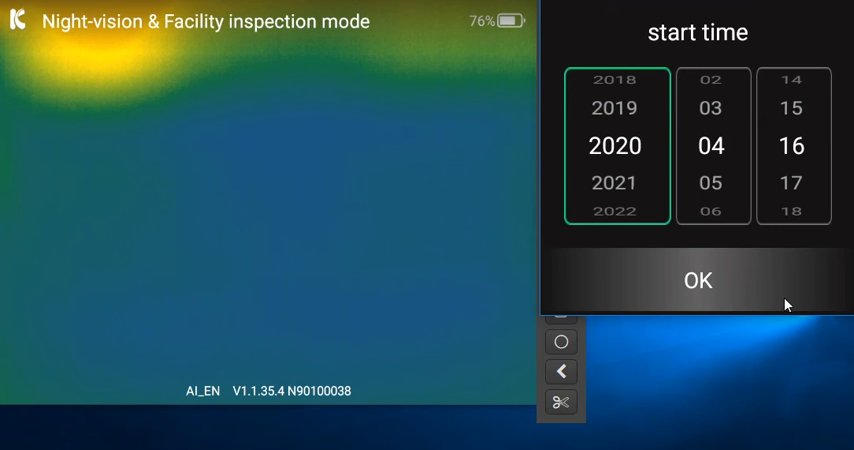 Night-vision & Facility inspection mode
76%
AI_EN V1.1.35.4 N90100038
start time
2018 02 14
2019 03 15
2020 04 16
2021 05 17
2022 06 18
OK